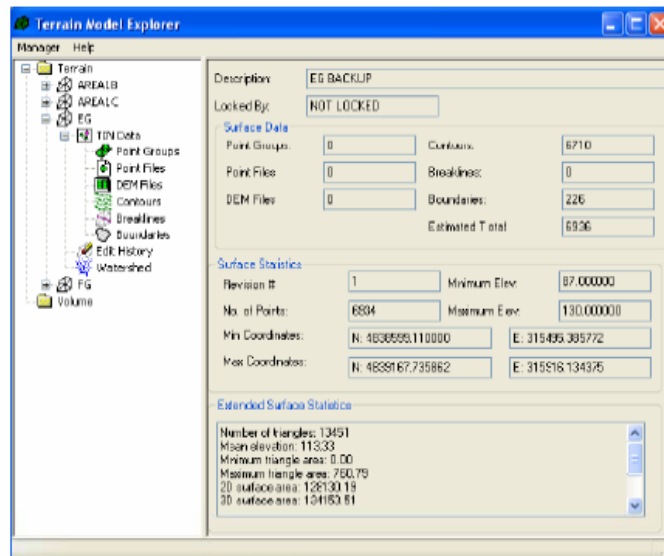 Terrain Model Explorer
Manager Help
Terrain
AREALB
AREALC
EG
TIN Data
Point Groups
Point Files
DEM Files
Contours
Breaklines
Boundaries
Edit History
Watershed
FG
Volume
Description: EG BACKUP
Locked By: NOT LOCKED
Surface Data
Point Groups: 0 Contours: 6710
Point Files 0 Breaklines: 0
DEM Files 0 Boundaries: 226
Estimated Total 6936
Surface Statistics
Revision # 1 Minimum Elev: 87.000000
No. of Points: 6934 Maximum Elev: 130.000000
Min Coordinates: N: 4838599.110000 E: 315495.385772
Max Coordinates: N: 4839167.735862 E: 315916.134375
Extended Surface Statistics
Number of triangles: 13451
Mean elevation: 113.33
Minimum triangle area: 0.00
Maximum triangle area: 760.79
2D surface area: 128130.19
3D surface area: 134163.51